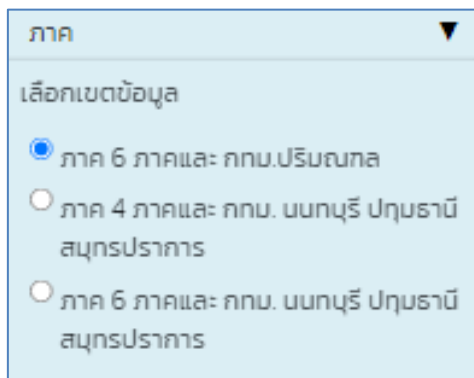 ภาค ▼
เลือกเขตข้อมูล
ภาค 6 ภาคและ กทม.ปริมณฑล
ภาค 4 ภาคและ กทม. นนทบุรี ปทุมธานี
สมุทรปราการ
ภาค 6 ภาคและ กทม. นนทบุรี ปทุมธานี
สมุทรปราการ